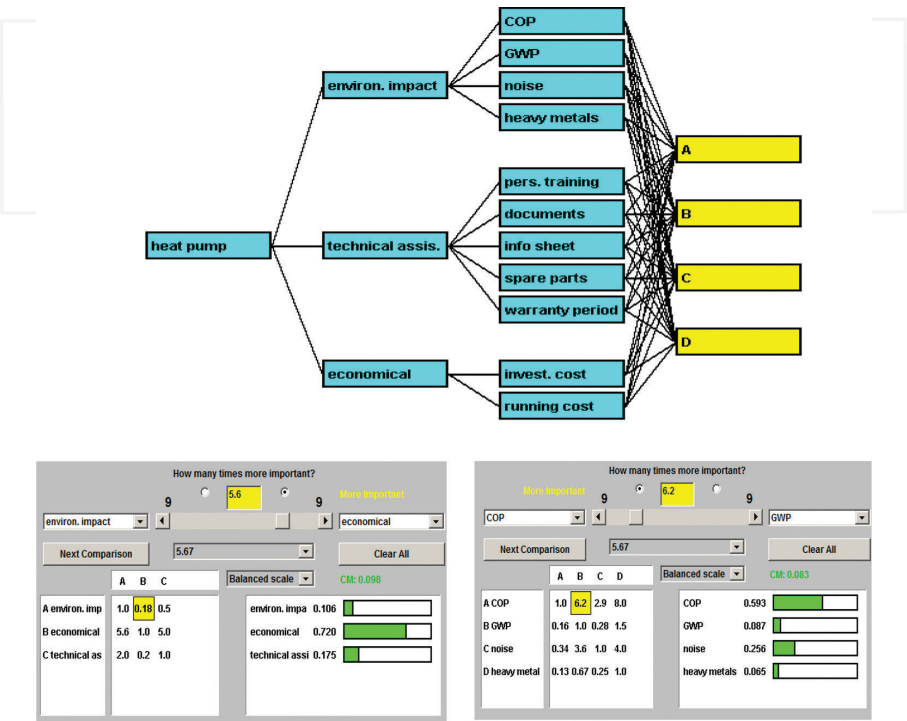 COP
GWP
environ. impact
noise
heavy metals
A
pers. training
documents
B
heat pump
technical assis.
info sheet
spare parts
C
warranty period
D
economical
invest. cost
running cost
How many times more important?
9 5.6 9 More Important
environ. impact economical
Next Comparison 5.67 Clear All
A B C Balanced scale CM: 0.098
A environ. imp 1.0 0.18 0.5 environ. impa 0.106
B economical 5.6 1.0 5.0 economical 0.720
C technical as 2.0 0.2 1.0 technical assi 0.175
How many times more important?
More Important 9 6.2 9
COP GWP
Next Comparison 5.67 Clear All
A B C D Balanced scale CM: 0.083
A COP 1.0 6.2 2.9 8.0 COP 0.593
B GWP 0.16 1.0 0.28 1.5 GWP 0.087
C noise 0.34 3.6 1.0 4.0 noise 0.256
D heavy metal 0.13 0.67 0.25 1.0 heavy metals 0.065